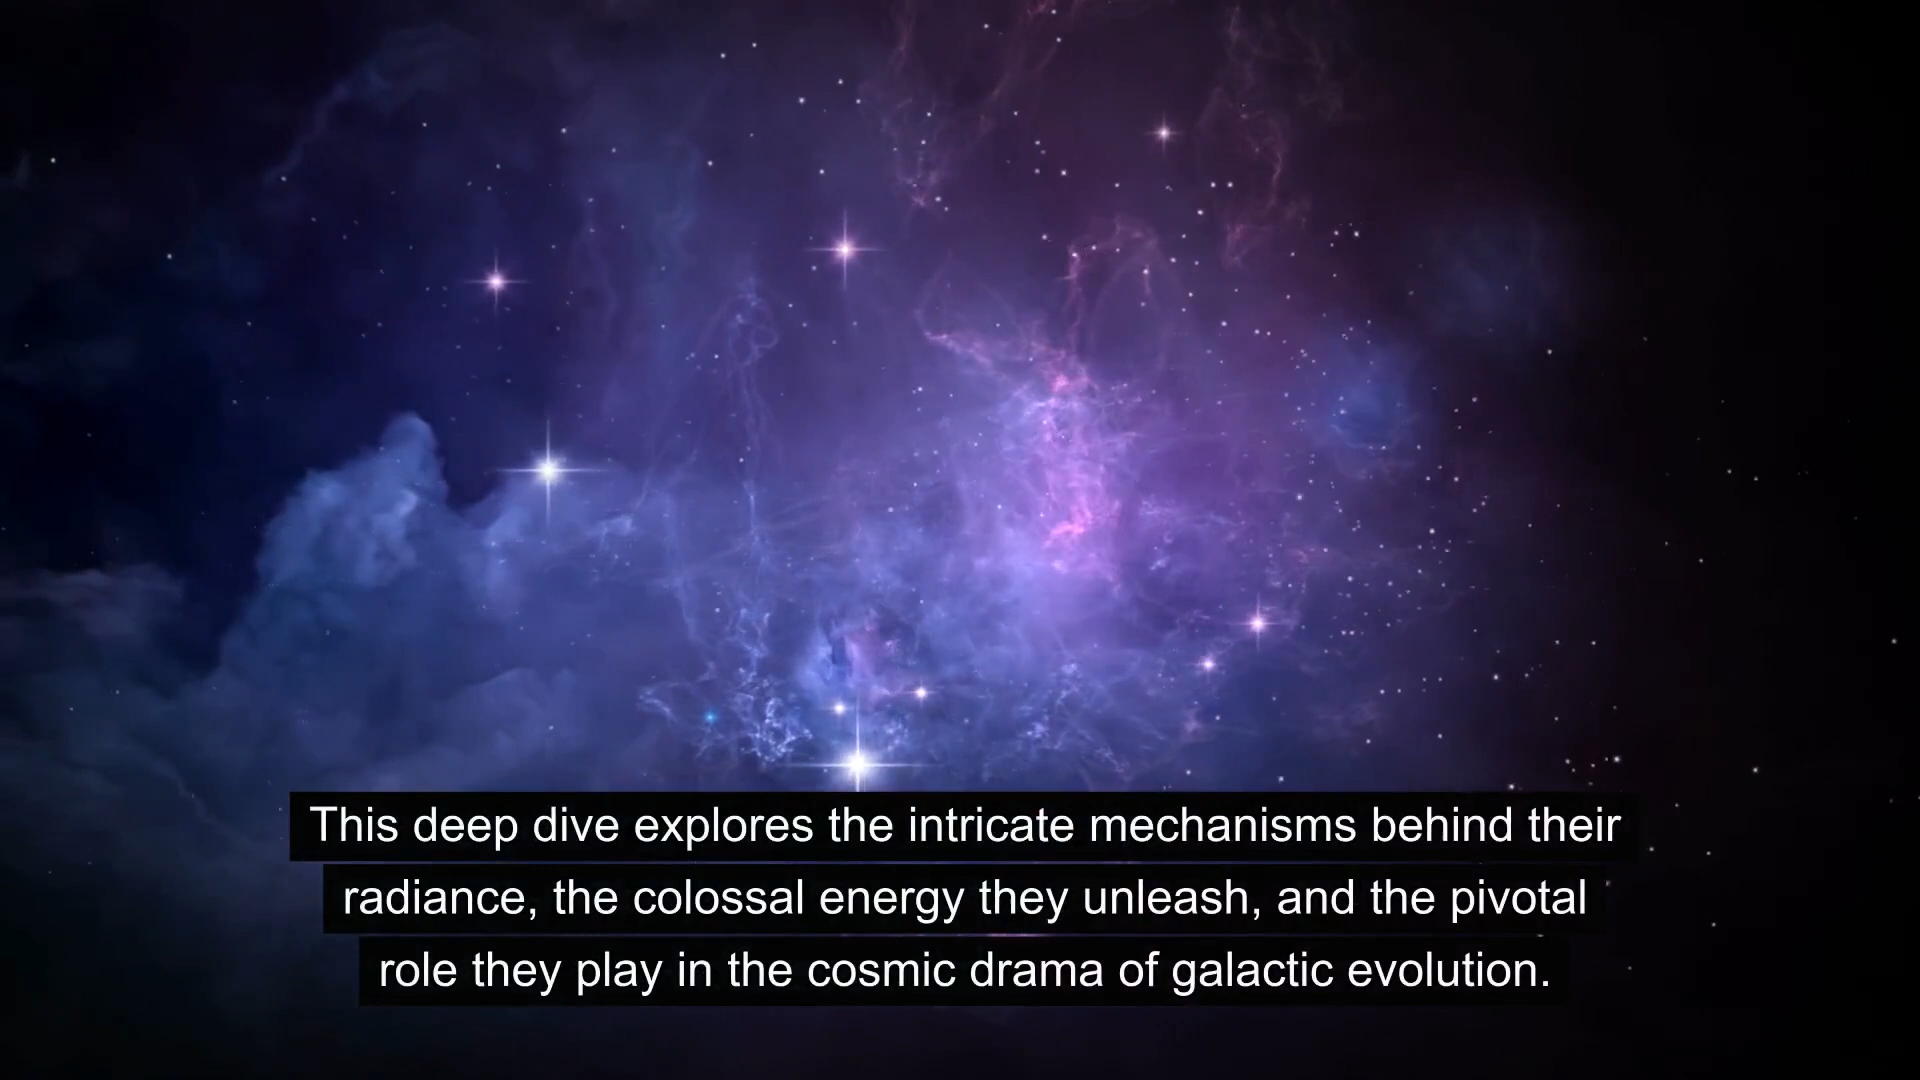 This deep dive explores the intricate mechanisms behind their
radiance, the colossal energy they unleash, and the pivotal
role they play in the cosmic drama of galactic evolution.